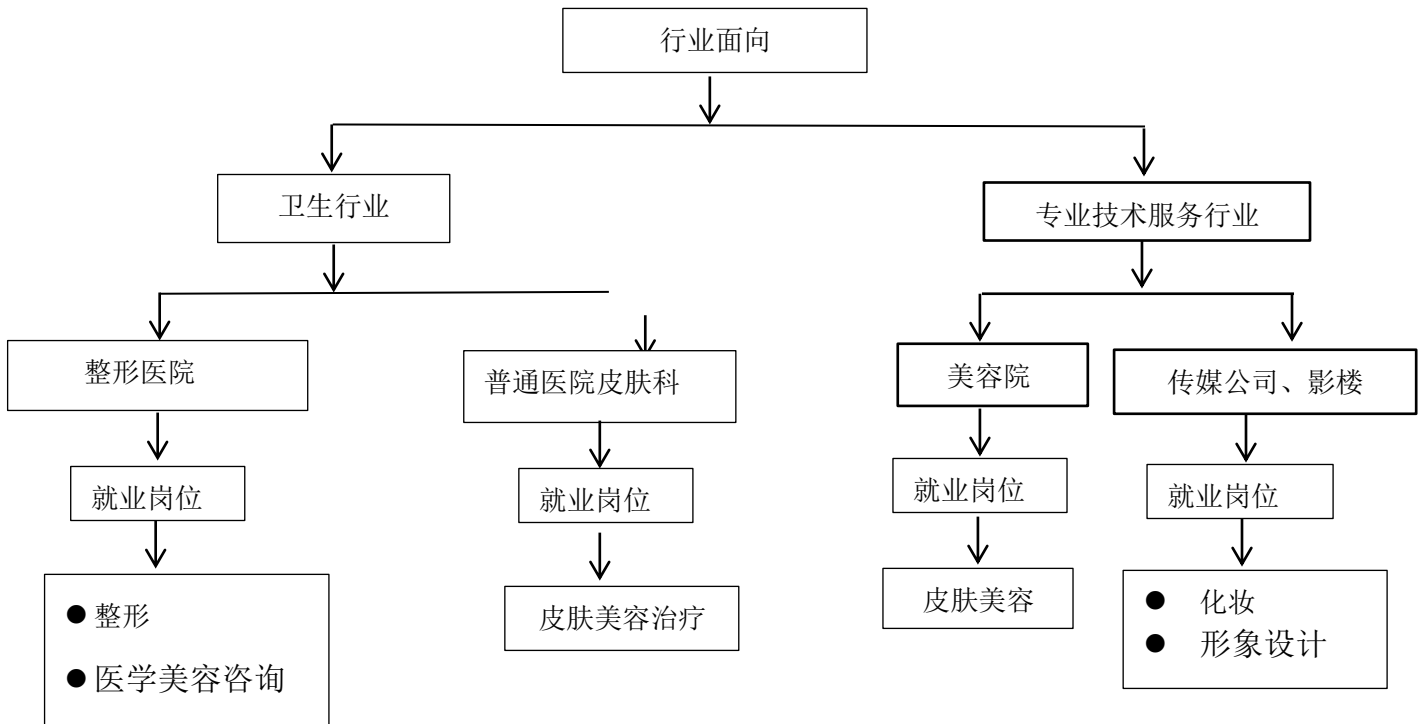 行业面向
卫生行业
专业技术服务行业
整形医院
普通医院皮肤科
美容院
传媒公司、影楼
就业岗位
就业岗位
就业岗位
就业岗位
● 整形
● 医学美容咨询
皮肤美容治疗
皮肤美容
● 化妆
● 形象设计